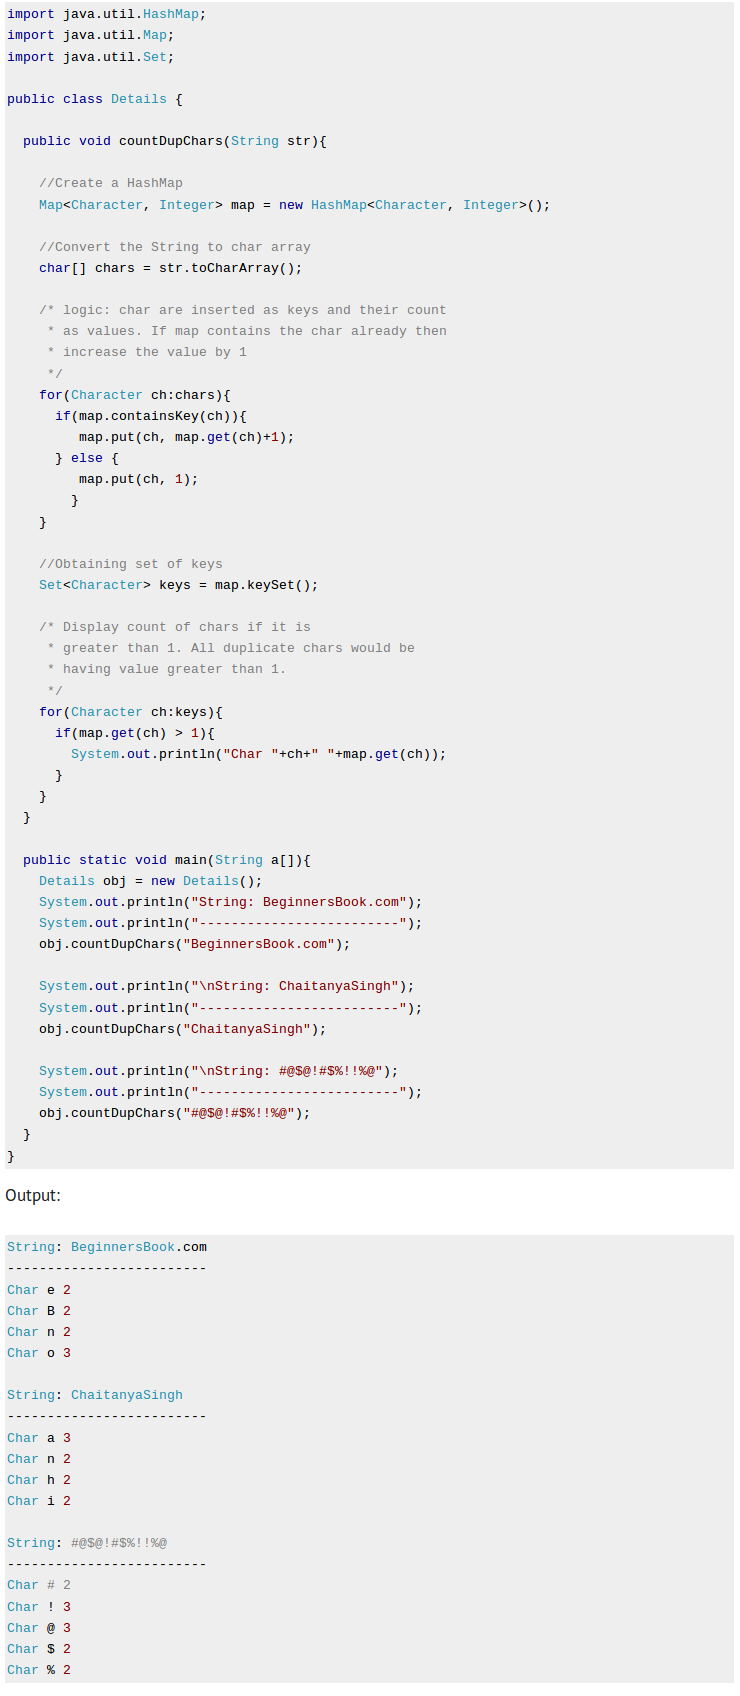 import java.util.HashMap;
import java.util.Map;
import java.util.Set;

public class Details {

  public void countDupChars(String str){

    //Create a HashMap
    Map<Character, Integer> map = new HashMap<Character, Integer>();

    //Convert the String to char array
    char[] chars = str.toCharArray();

    /* logic: char are inserted as keys and their count
     * as values. If map contains the char already then
     * increase the value by 1
     */
    for(Character ch:chars){
      if(map.containsKey(ch)){
         map.put(ch, map.get(ch)+1);
      } else {
         map.put(ch, 1);
        }
    }

    //Obtaining set of keys
    Set<Character> keys = map.keySet();

    /* Display count of chars if it is
     * greater than 1. All duplicate chars would be
     * having value greater than 1.
     */
    for(Character ch:keys){
      if(map.get(ch) > 1){
        System.out.println("Char "+ch+" "+map.get(ch));
      }
    }
  }

  public static void main(String a[]){
    Details obj = new Details();
    System.out.println("String: BeginnersBook.com");
    System.out.println("-------------------------");
    obj.countDupChars("BeginnersBook.com");

    System.out.println("\nString: ChaitanyaSingh");
    System.out.println("-------------------------");
    obj.countDupChars("ChaitanyaSingh");

    System.out.println("\nString: #@$@!#$%!!%@");
    System.out.println("-------------------------");
    obj.countDupChars("#@$@!#$%!!%@");
  }
}
Output:
String: BeginnersBook.com
-------------------------
Char e 2
Char B 2
Char n 2
Char o 3

String: ChaitanyaSingh
-------------------------
Char a 3
Char n 2
Char h 2
Char i 2

String: #@$@!#$%!!%@
-------------------------
Char # 2
Char ! 3
Char @ 3
Char $ 2
Char % 2